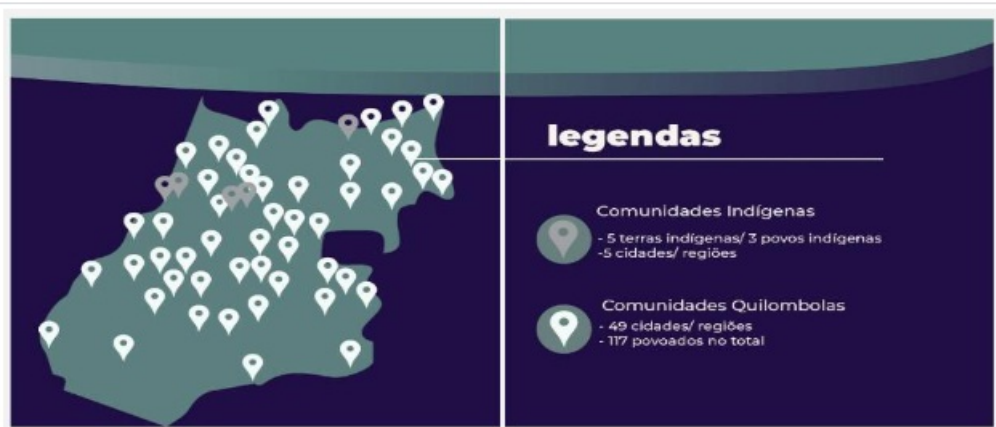 legendas
Comunidades Indígenas
- 5 terras indígenas/ 3 povos indígenas
-5 cidades/ regiões
Comunidades Quilombolas
- 49 cidades/ regiões
- 117 povoados no total